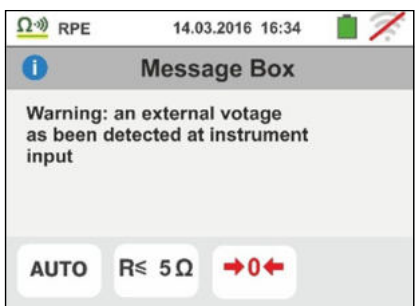 Ω RPE 14.03.2016 16:34
i Message Box
Warning: an external votage
as been detected at instrument
input
AUTO R≤ 5 Ω →0←